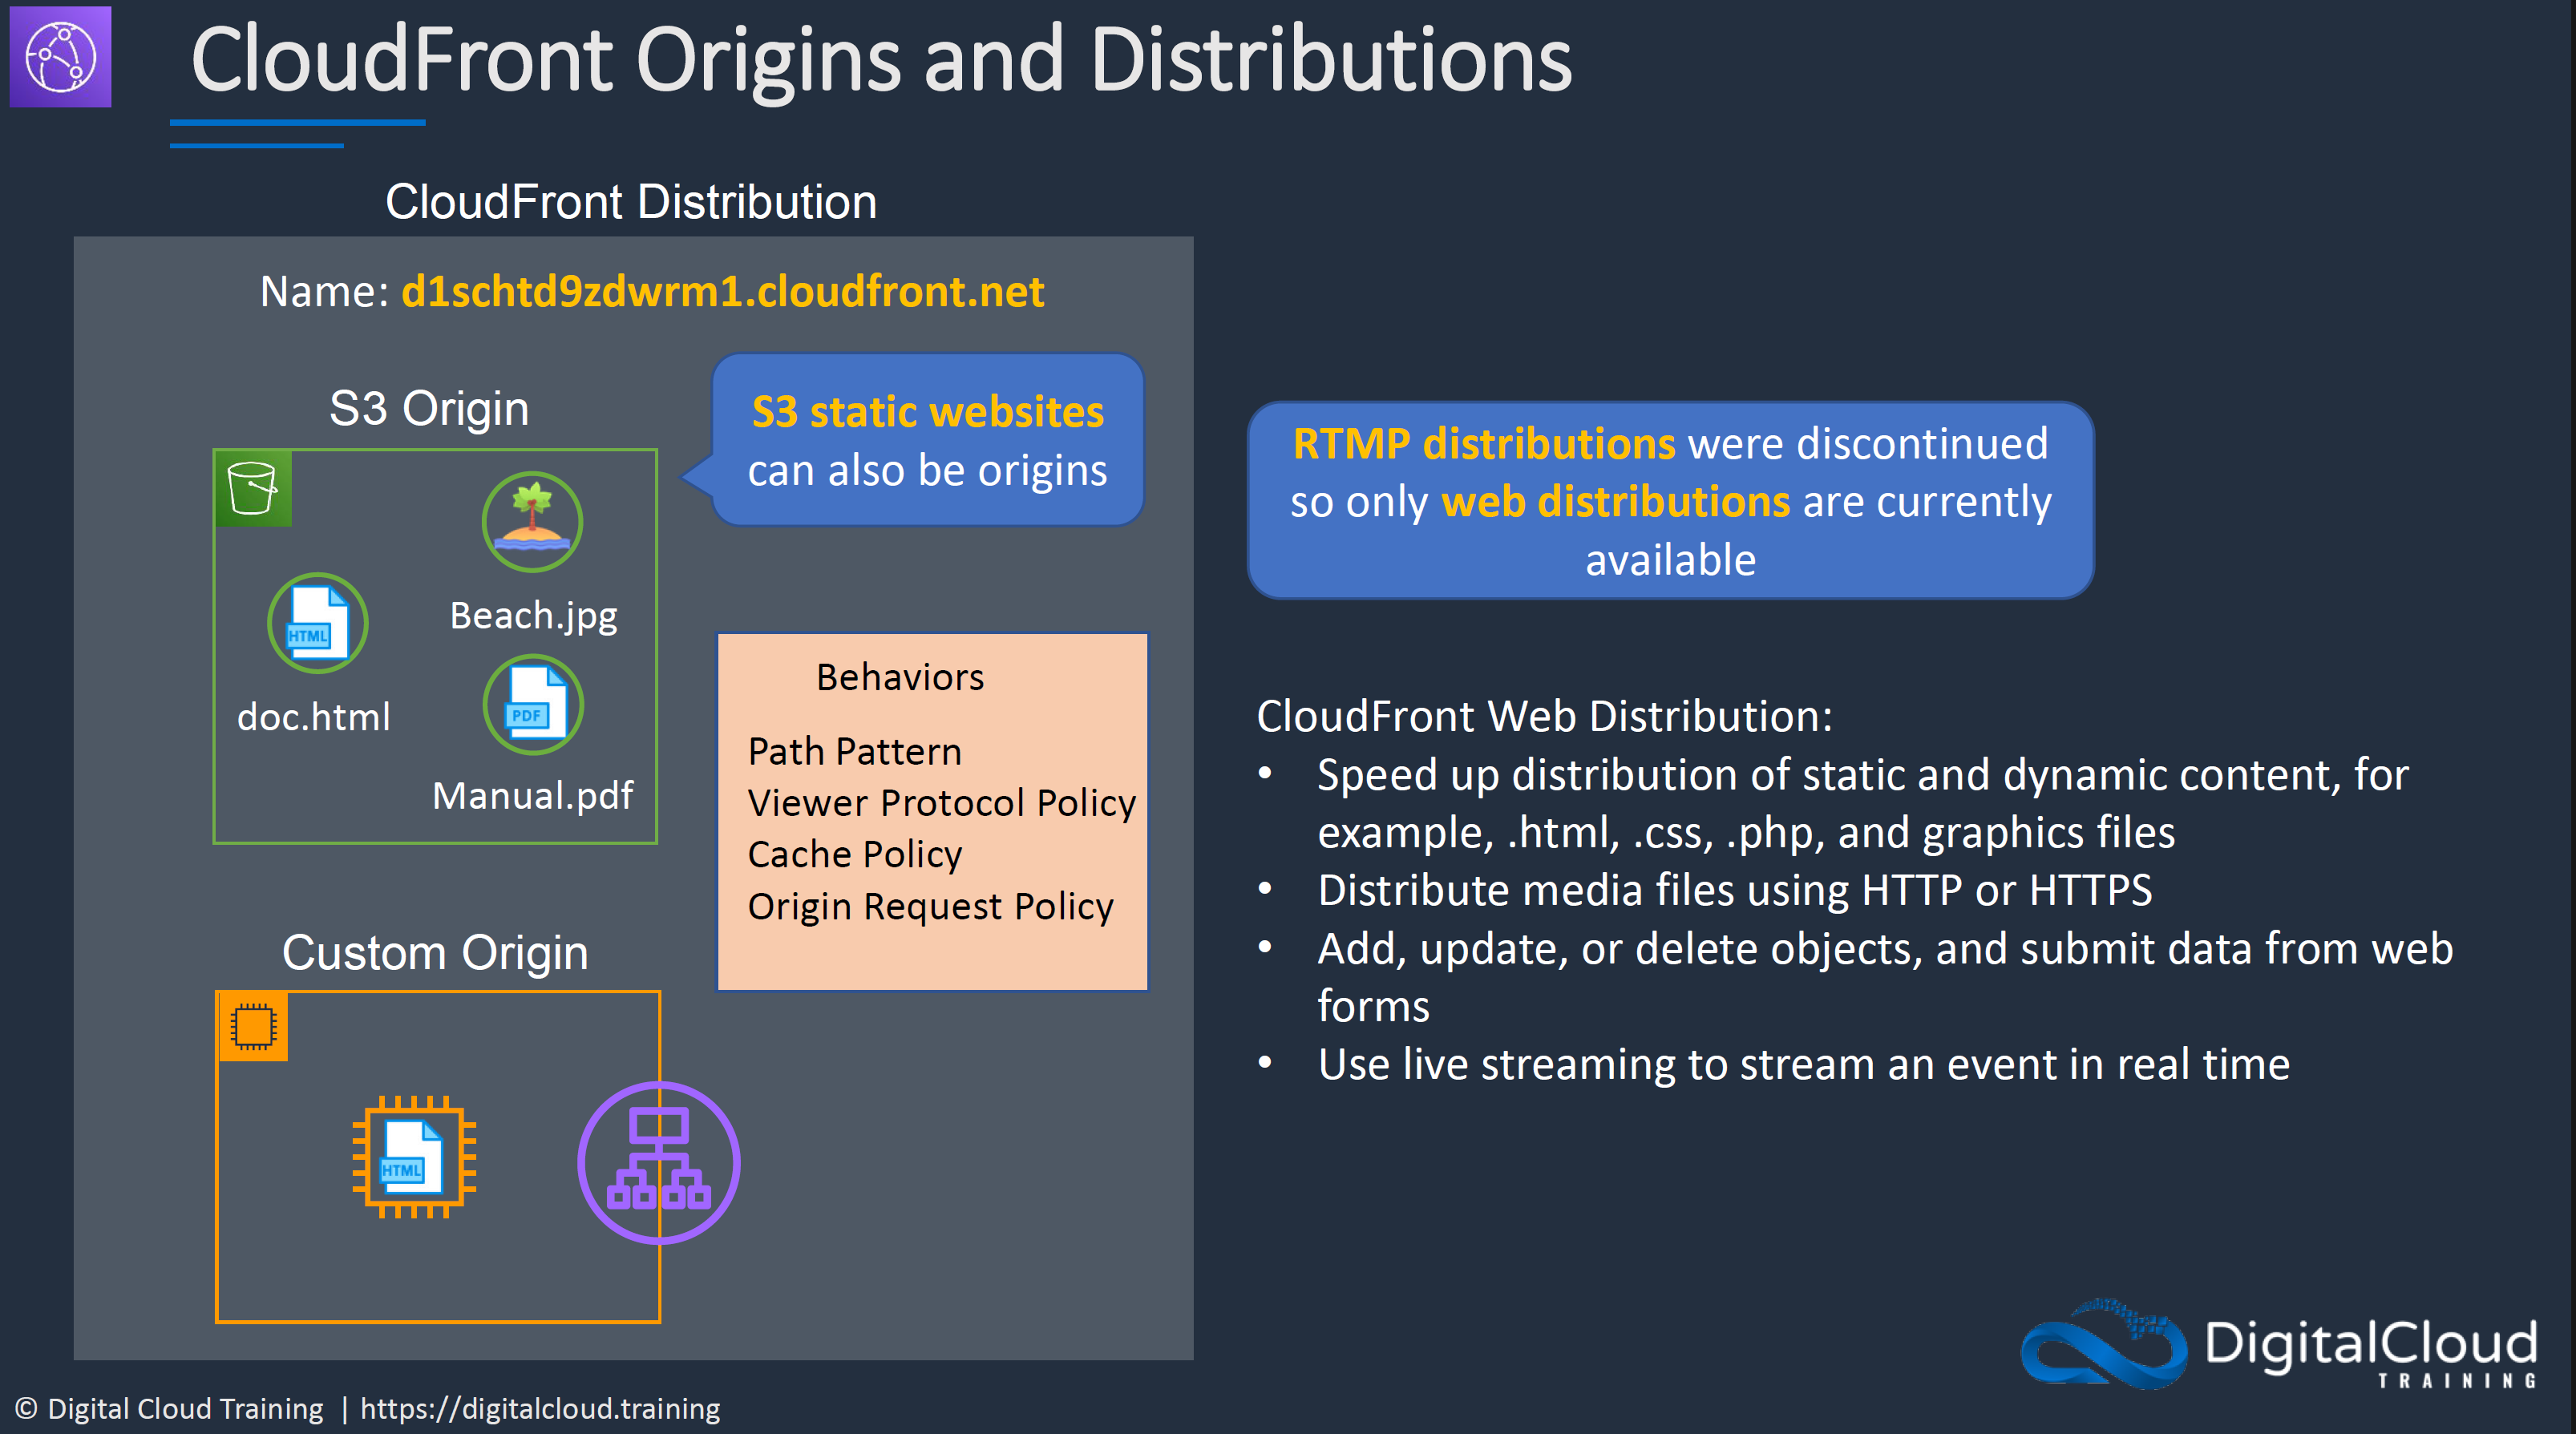 CloudFront Origins and Distributions
CloudFront Distribution
Name: d1schtd9zdwrm1.cloudfront.net
S3 Origin
S3 static websites
can also be origins
Beach.jpg
HTML
doc.html
PDF
Manual.pdf
Behaviors
Path Pattern
Viewer Protocol Policy
Cache Policy
Origin Request Policy
Custom Origin
HTML
RTMP distributions were discontinued
so only web distributions are currently
available
CloudFront Web Distribution:
• Speed up distribution of static and dynamic content, for
example, .html, .css, .php, and graphics files
• Distribute media files using HTTP or HTTPS
• Add, update, or delete objects, and submit data from web
forms
• Use live streaming to stream an event in real time
DigitalCloud
TRAINING
© Digital Cloud Training | https://digitalcloud.training